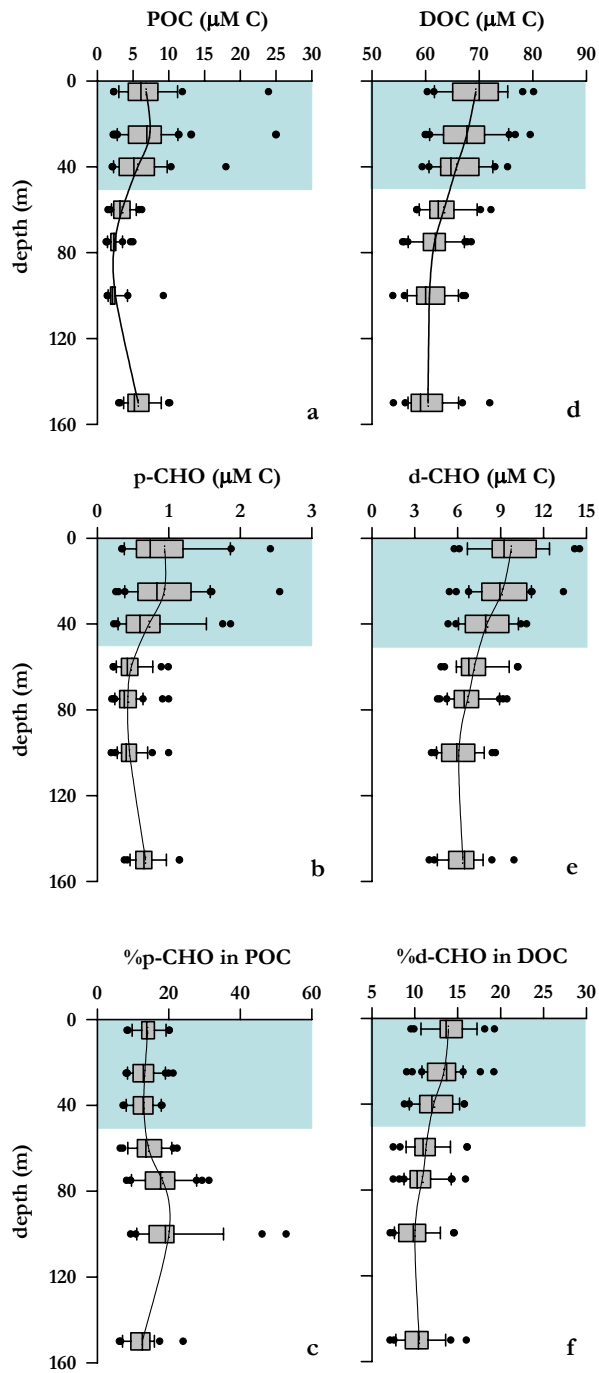 POC (µM C)
0 5 10 15 20 25 30
0
40
80
120
160
depth (m)
a
DOC (µM C)
50 60 70 80 90
d
p-CHO (µM C)
0 1 2 3
0
40
80
120
160
depth (m)
b
d-CHO (µM C)
0 3 6 9 12 15
e
%p-CHO in POC
0 20 40 60
0
40
80
120
160
depth (m)
c
%d-CHO in DOC
5 10 15 20 25 30
f